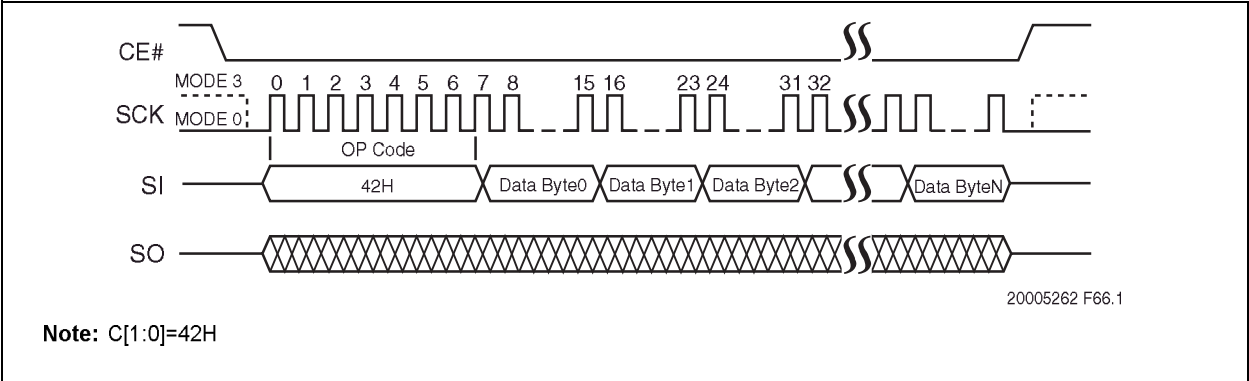 CE#
MODE 3 0 1 2 3 4 5 6 7 8 15 16 23 24 31 32
SCK MODE 0
OP Code
SI 42H Data Byte0 Data Byte1 Data Byte2 Data ByteN
SO
20005262 F66.1
Note: C[1:0]=42H